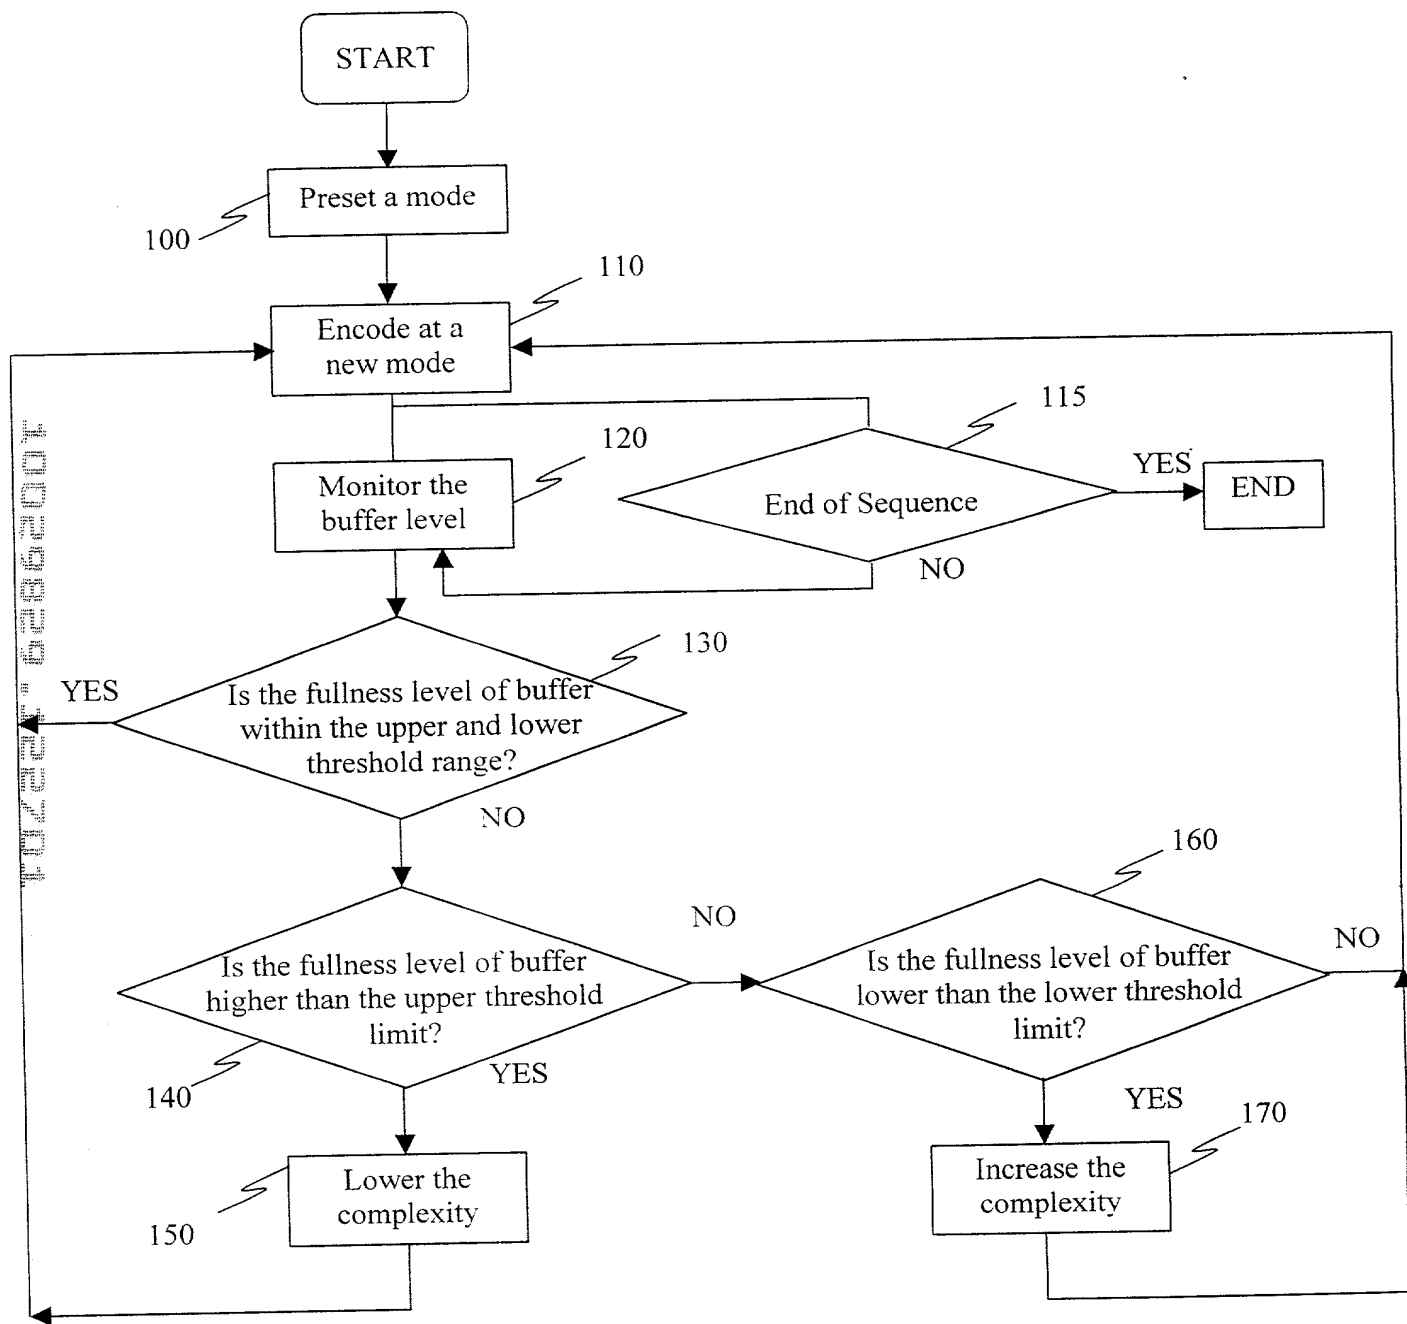 START
Preset a mode
100
110
Encode at a
new mode
115
120
YES
END
Monitor the
buffer level
End of Sequence
NO
130
YES
Is the fullness level of buffer
within the upper and lower
threshold range?
NO
160
NO
NO
Is the fullness level of buffer
higher than the upper threshold
limit?
Is the fullness level of buffer
lower than the lower threshold
limit?
YES
140
YES
170
Lower the
complexity
Increase the
complexity
150
10029829.122701